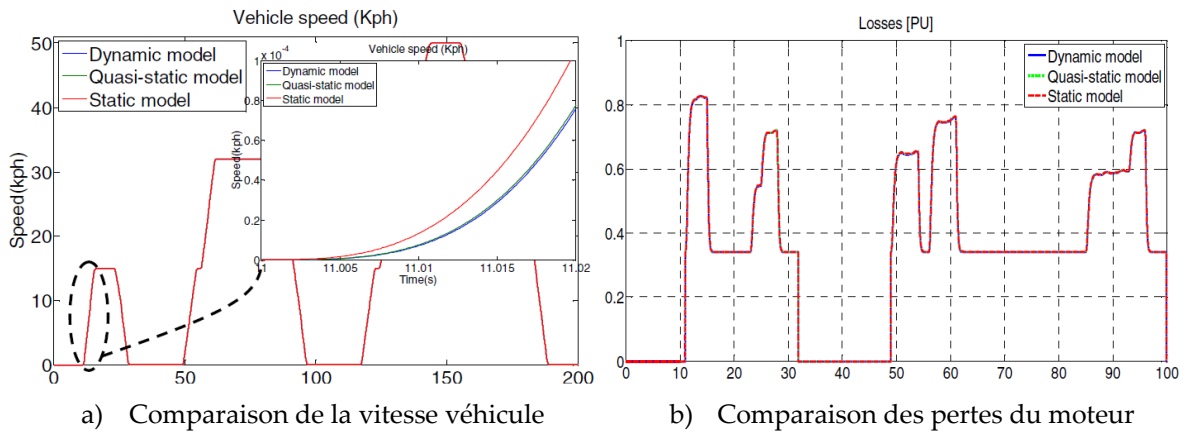 Vehicle speed (Kph)
50
40
30
20
10
0
Speed(kph)
Dynamic model
Quasi-static model
Static model
Vehicle speed (Kph)
x 10^-4
1
0.8
0.6
0.4
0.2
0
Speed(kph)
Dynamic model
Quasi-static model
Static model
11.005
11.01
11.015
11.02
Time(s)
0
50
100
150
200
a) Comparaison de la vitesse véhicule
Losses [PU]
1
0.8
0.6
0.4
0.2
0
Dynamic model
Quasi-static model
Static model
0
10
20
30
40
50
60
70
80
90
100
b) Comparaison des pertes du moteur